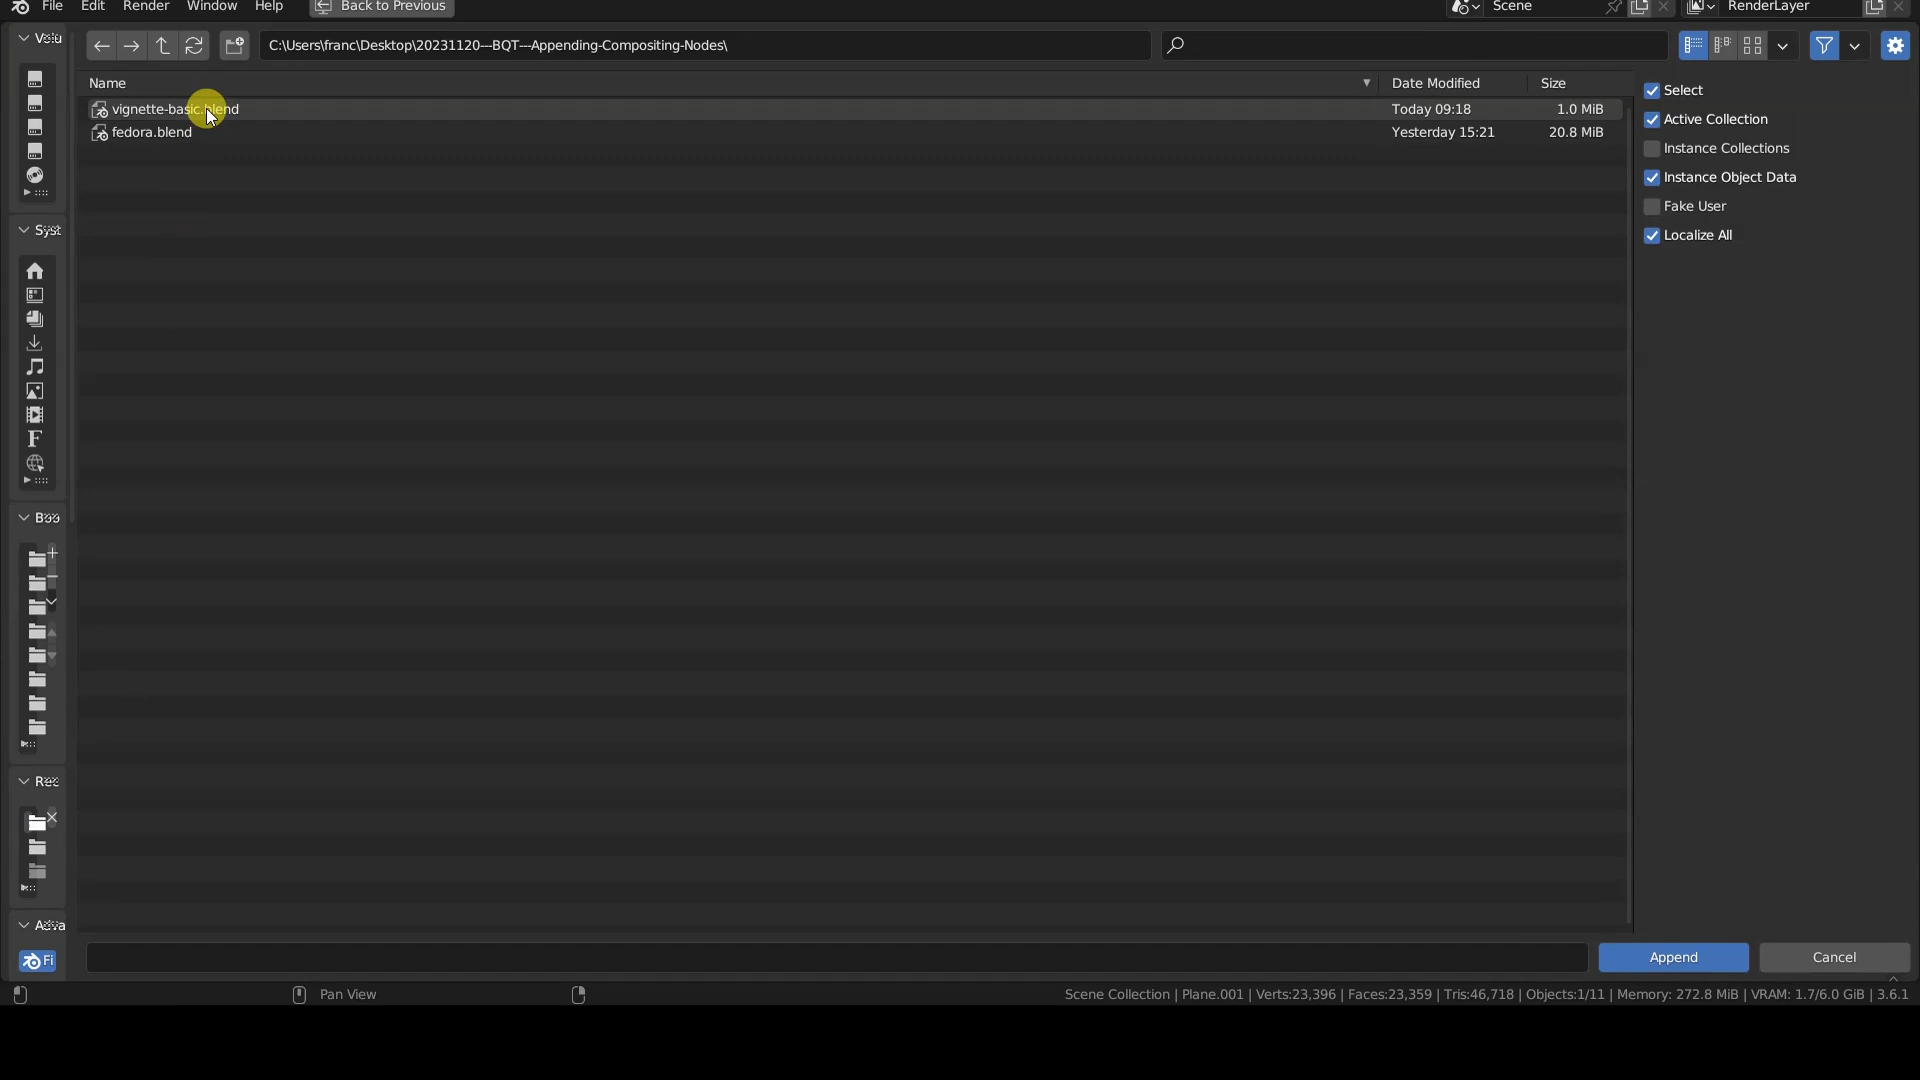 File Edit Render Window Help Back to Previous Scene RenderLayer
C:\Users\franc\Desktop\20231120---BQT---Appending-Compositing-Nodes\
Name Date Modified Size
vignette-basic.blend Today 09:18 1.0 MiB
fedora.blend Yesterday 15:21 20.8 MiB
Select
Active Collection
Instance Collections
Instance Object Data
Fake User
Localize All
Syst
Fi
Append Cancel
Pan View Scene Collection | Plane.001 | Verts:23,396 | Faces:23,359 | Tris:46,718 | Objects:1/11 | Memory: 272.8 MiB | VRAM: 1.7/6.0 GiB | 3.6.1